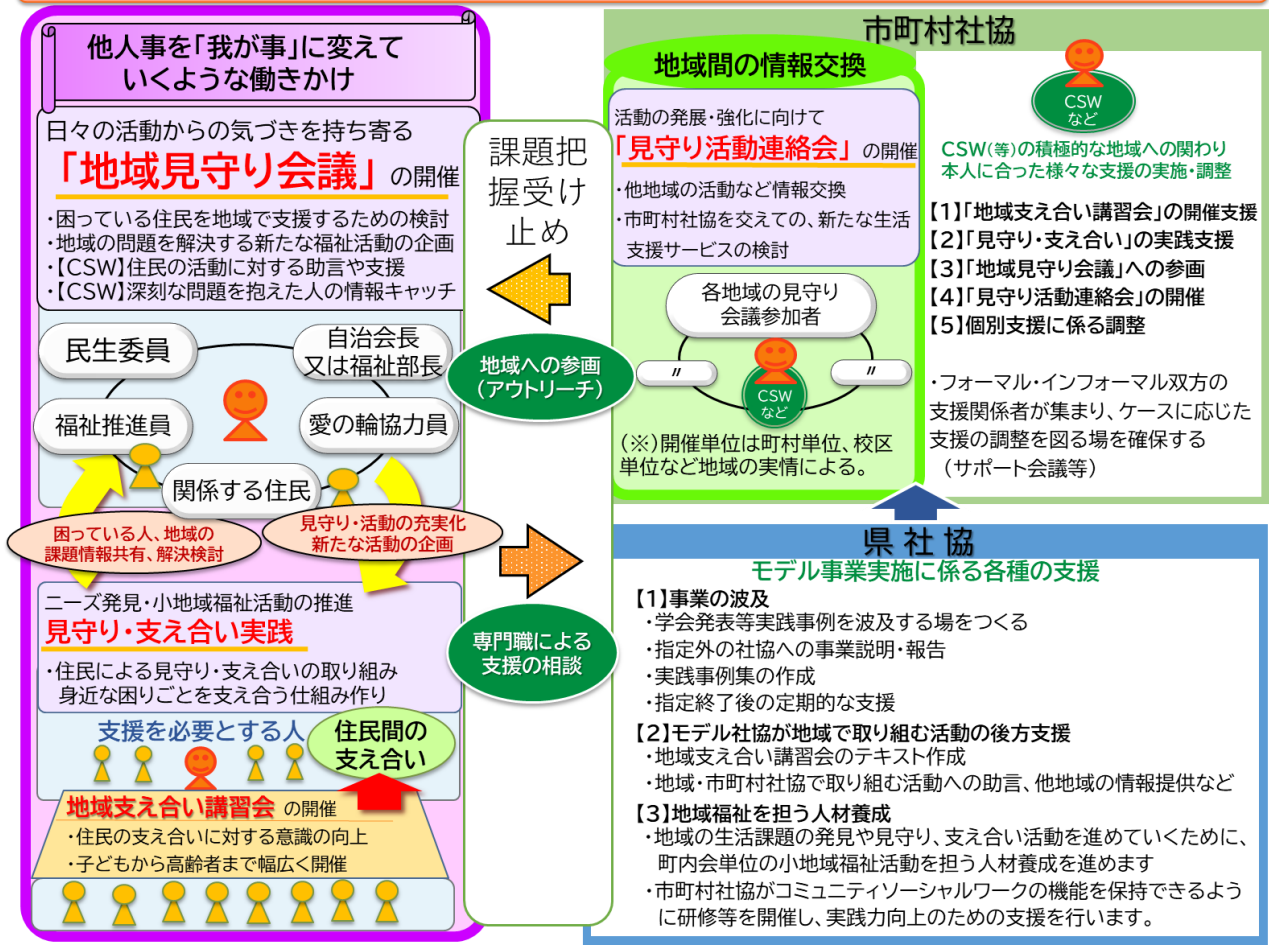 他人事を「我が事」に変えて
いくような働きかけ
日々の活動からの気づきを持ち寄る
「地域見守り会議」の開催
・困っている住民を地域で支援するための検討
・地域の問題を解決する新たな福祉活動の企画
・【CSW】住民の活動に対する助言や支援
・【CSW】深刻な問題を抱えた人の情報キャッチ
民生委員
自治会長
又は福祉部長
福祉推進員
愛の輪協力員
関係する住民
困っている人、地域の
課題情報共有、解決検討
見守り・活動の充実化
新たな活動の企画
ニーズ発見・小地域福祉活動の推進
見守り・支え合い実践
・住民による見守り・支え合いの取り組み
身近な困りごとを支え合う仕組み作り
支援を必要とする人
住民間の
支え合い
地域支え合い講習会 の開催
・住民の支え合いに対する意識の向上
・子どもから高齢者まで幅広く開催
課題把
握受け
止め
地域への参画
(アウトリーチ)
専門職による
支援の相談
市町村社協
地域間の情報交換
活動の発展・強化に向けて
「見守り活動連絡会」の開催
・他地域の活動など情報交換
・市町村社協を交えての、新たな生活
支援サービスの検討
各地域の見守り
会議参加者
〃
〃
CSW
など
(※)開催単位は町村単位、校区
単位など地域の実情による。
CSW
など
CSW(等)の積極的な地域への関わり
本人に合った様々な支援の実施・調整
【1】「地域支え合い講習会」の開催支援
【2】「見守り・支え合い」の実践支援
【3】「地域見守り会議」への参画
【4】「見守り活動連絡会」の開催
【5】個別支援に係る調整
・フォーマル・インフォーマル双方の
支援関係者が集まり、ケースに応じた
支援の調整を図る場を確保する
(サポート会議等)
県社協
モデル事業実施に係る各種の支援
【1】事業の波及
・学会発表等実践事例を波及する場をつくる
・指定外の社協への事業説明・報告
・実践事例集の作成
・指定終了後の定期的な支援
【2】モデル社協が地域で取り組む活動の後方支援
・地域支え合い講習会のテキスト作成
・地域・市町村社協で取り組む活動への助言、他地域の情報提供など
【3】地域福祉を担う人材養成
・地域の生活課題の発見や見守り、支え合い活動を進めていくために、
町内会単位の小地域福祉活動を担う人材養成を進めます
・市町村社協がコミュニティソーシャルワークの機能を保持できるよう
に研修等を開催し、実践力向上のための支援を行います。